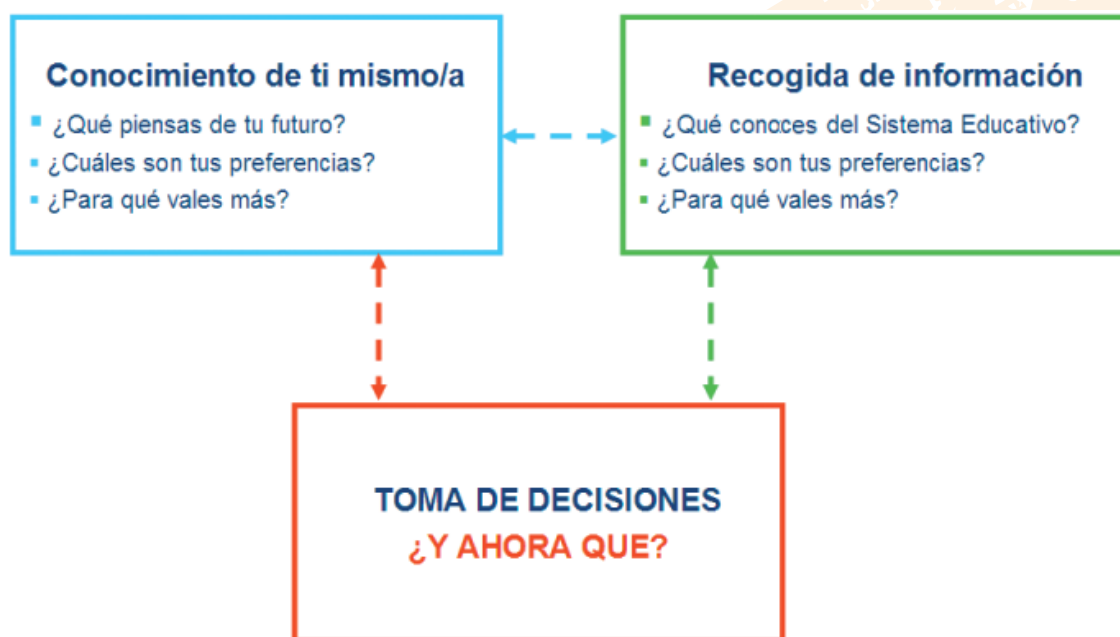 Conocimiento de ti mismo/a
¿Qué piensas de tu futuro?
¿Cuáles son tus preferencias?
¿Para qué vales más?
Recogida de información
¿Qué conoces del Sistema Educativo?
¿Cuáles son tus preferencias?
¿Para qué vales más?
TOMA DE DECISIONES
¿Y AHORA QUE?